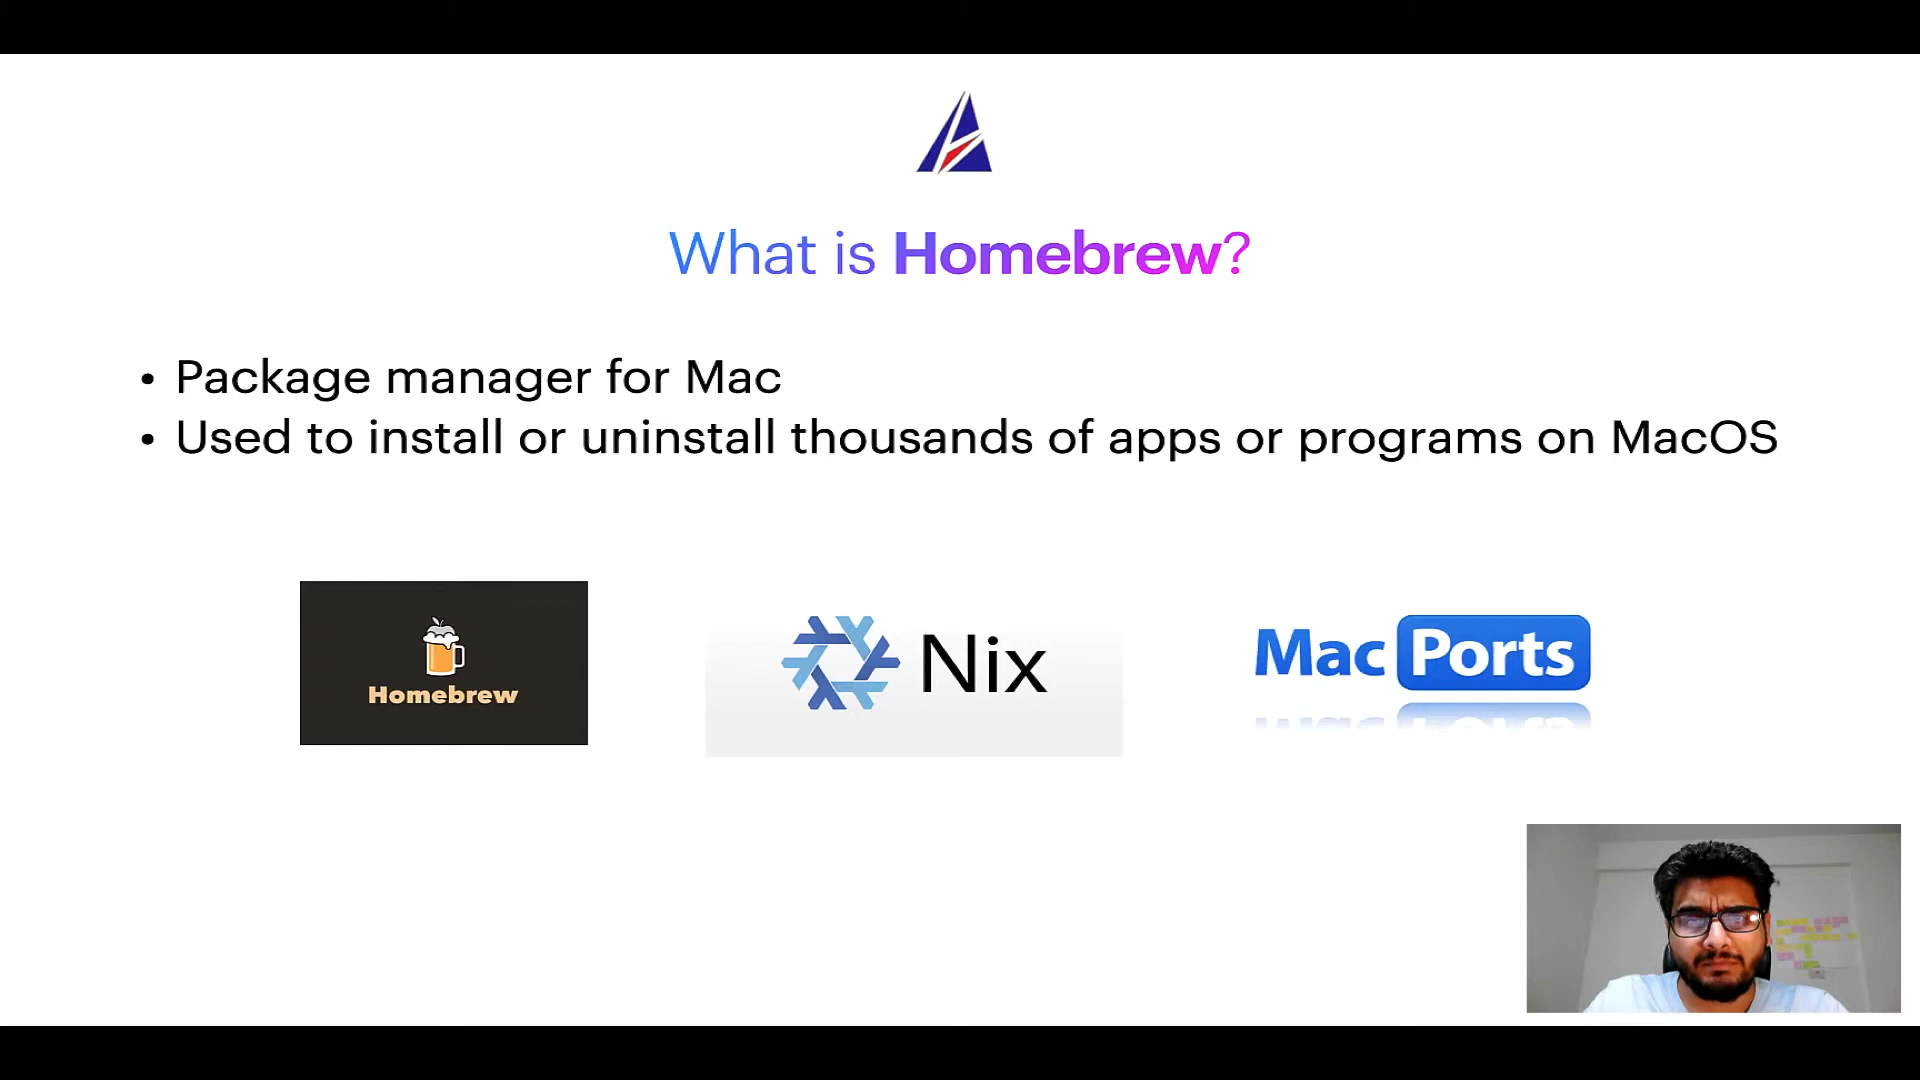 What is Homebrew?
• Package manager for Mac
• Used to install or uninstall thousands of apps or programs on MacOS
Homebrew
Nix
Mac Ports